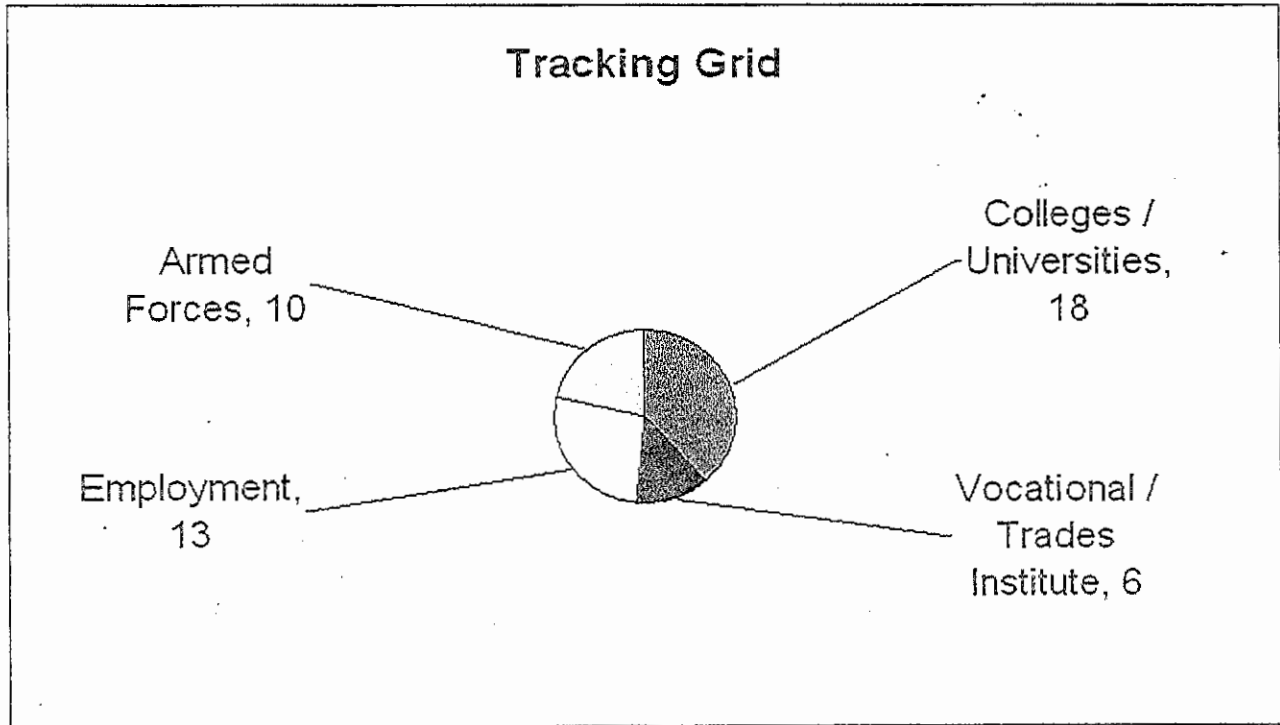 Tracking Grid
Colleges /
Universities,
18
Armed
Forces, 10
Employment,
13
Vocational /
Trades
Institute, 6